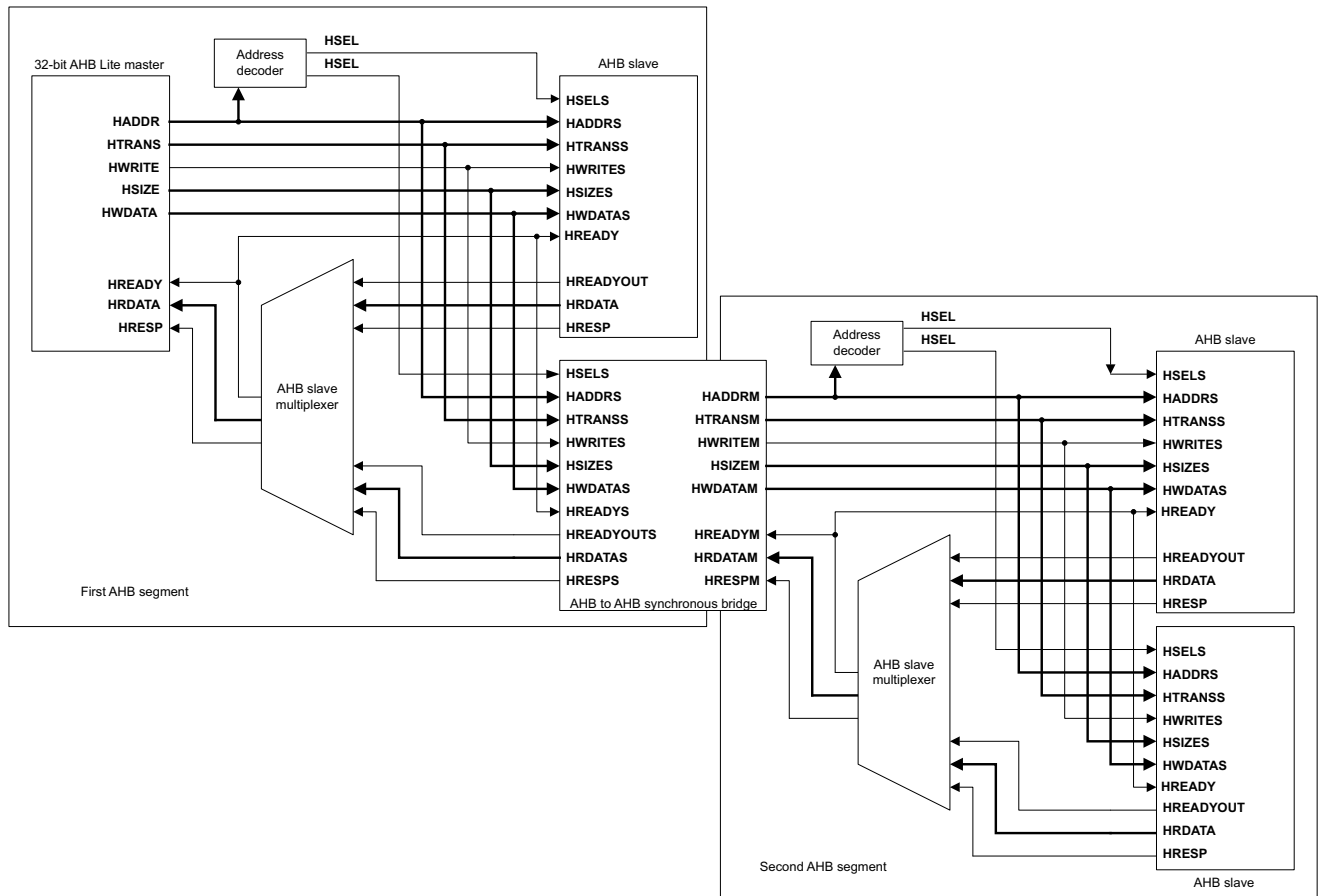 HSEL
HSEL
Address
decoder
32-bit AHB Lite master
AHB slave
HADDR
HTRANS
HWRITE
HSIZE
HWDATA
HREADY
HRDATA
HRESP
HSELS
HADDRS
HTRANSS
HWRITES
HSIZES
HWDATAS
HREADY
HREADYOUT
HRDATA
HRESP
AHB slave
multiplexer
HSELS
HADDRS
HTRANSS
HWRITES
HSIZES
HWDATAS
HREADYS
HREADYOUTS
HRDATAS
HRESPS
HADDRM
HTRANSM
HWRITEM
HSIZEM
HWDATAM
HREADYM
HRDATAM
HRESPM
AHB to AHB synchronous bridge
First AHB segment
HSEL
HSEL
Address
decoder
AHB slave
HSELS
HADDRS
HTRANSS
HWRITES
HSIZES
HWDATAS
HREADY
HREADYOUT
HRDATA
HRESP
AHB slave
multiplexer
HSELS
HADDRS
HTRANSS
HWRITES
HSIZES
HWDATAS
HREADY
HREADYOUT
HRDATA
HRESP
Second AHB segment
AHB slave